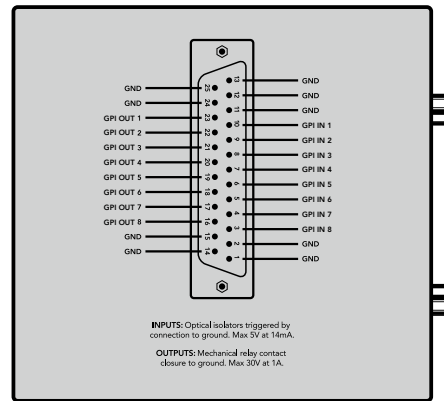 GND 25 13 GND
GND 24 12 GND
GPI OUT 1 23 11 GND
GPI OUT 2 22 10 GPI IN 1
GPI OUT 3 21 9 GPI IN 2
GPI OUT 4 20 8 GPI IN 3
GPI OUT 5 19 7 GPI IN 4
GPI OUT 6 18 6 GPI IN 5
GPI OUT 7 17 5 GPI IN 6
GPI OUT 8 16 4 GPI IN 7
GND 15 3 GPI IN 8
GND 14 2 GND
1 GND
INPUTS: Optical isolators triggered by
connection to ground. Max 5V at 14mA.
OUTPUTS: Mechanical relay contact
closure to ground. Max 30V at 1A.